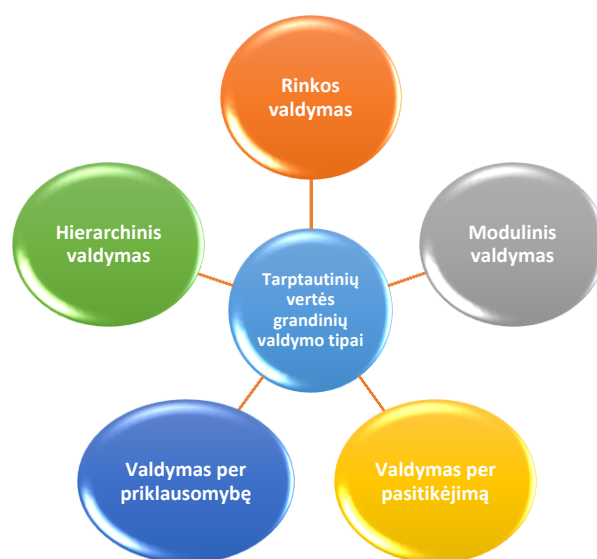 Rinkos
valdymas
Hierarchinis
valdymas
Modulinis
valdymas
Tarptautinių
vertės
grandinių
valdymo tipai
Valdymas per
priklausomybę
Valdymas per
pasitikėjimą